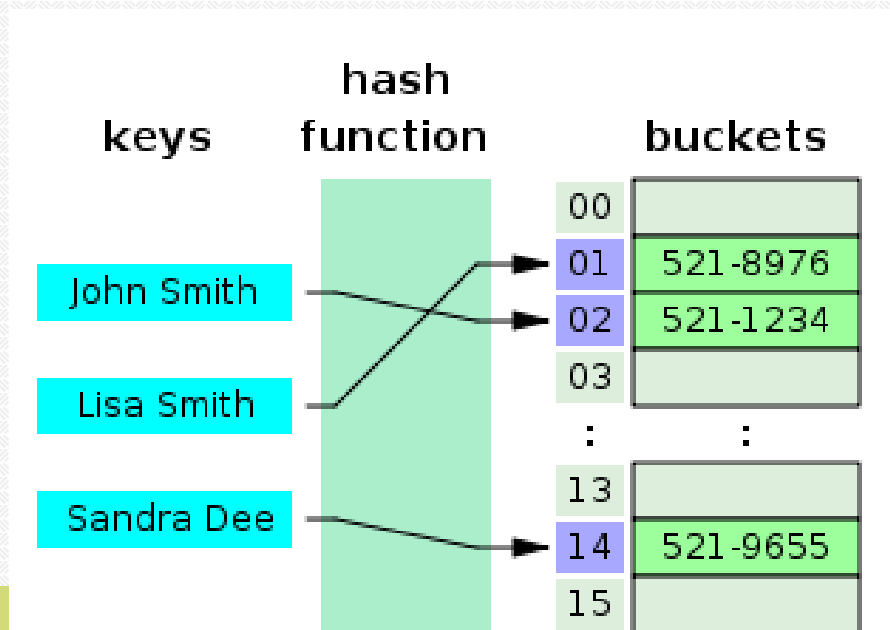 hash
keys function buckets
00
John Smith 01 521-8976
02 521-1234
Lisa Smith 03
: :
13
Sandra Dee 14 521-9655
15